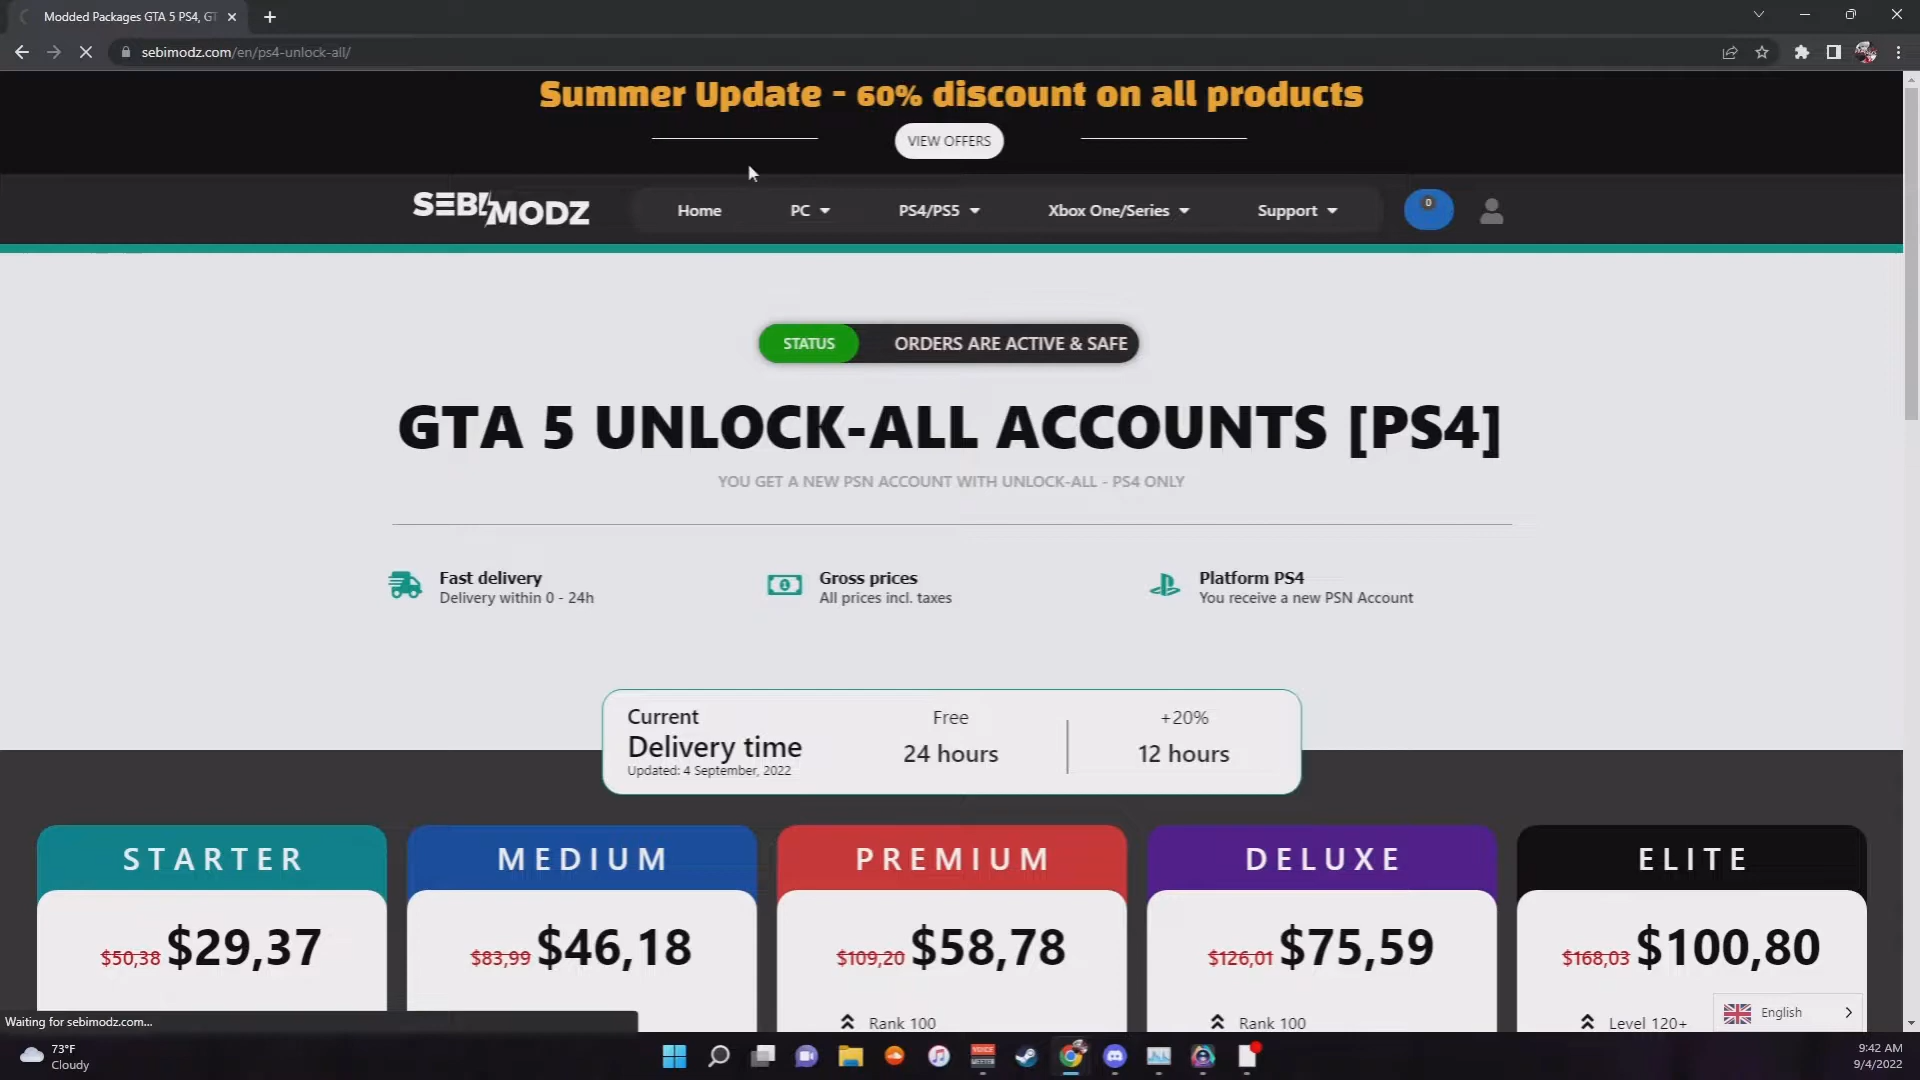 Modded Packages GTA 5 PS4, GT
sebimodz.com/en/ps4-unlock-all/
Summer Update - 60% discount on all products
VIEW OFFERS
SEBI MODZ
Home
PC
PS4/PS5
Xbox One/Series
Support
0
STATUS
ORDERS ARE ACTIVE & SAFE
GTA 5 UNLOCK-ALL ACCOUNTS [PS4]
YOU GET A NEW PSN ACCOUNT WITH UNLOCK-ALL - PS4 ONLY
Fast delivery
Delivery within 0 - 24h
Gross prices
All prices incl. taxes
Platform PS4
You receive a new PSN Account
Current
Delivery time
Updated: 4 September, 2022
Free
24 hours
+20%
12 hours
STARTER
$50,38 $29,37
MEDIUM
$83,99 $46,18
PREMIUM
$109,20 $58,78
Rank 100
DELUXE
$126,01 $75,59
Rank 100
ELITE
$168,03 $100,80
Level 120+
English
Waiting for sebimodz.com...
73°F
Cloudy
9:42 AM
9/4/2022